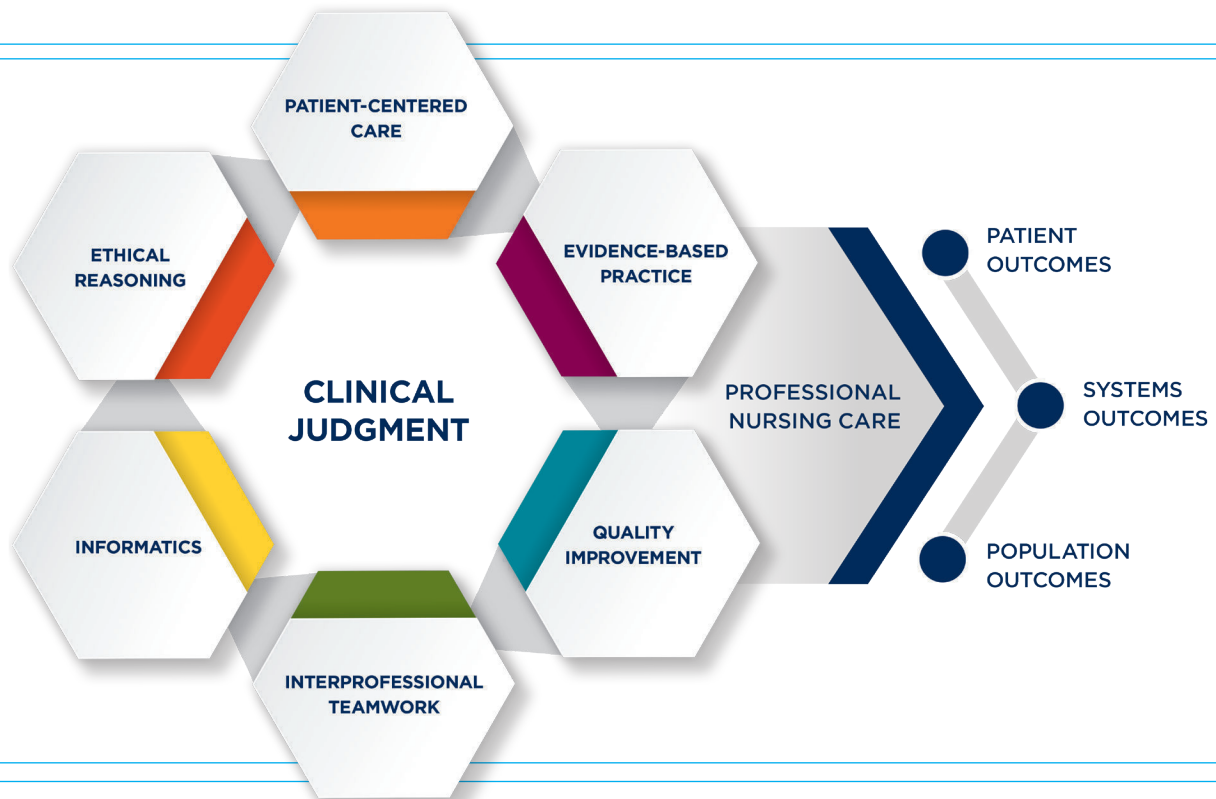 PATIENT-CENTERED
CARE
ETHICAL
REASONING
EVIDENCE-BASED
PRACTICE
CLINICAL
JUDGMENT
INFORMATICS
QUALITY
IMPROVEMENT
INTERPROFESSIONAL
TEAMWORK
PROFESSIONAL
NURSING CARE
PATIENT
OUTCOMES
SYSTEMS
OUTCOMES
POPULATION
OUTCOMES